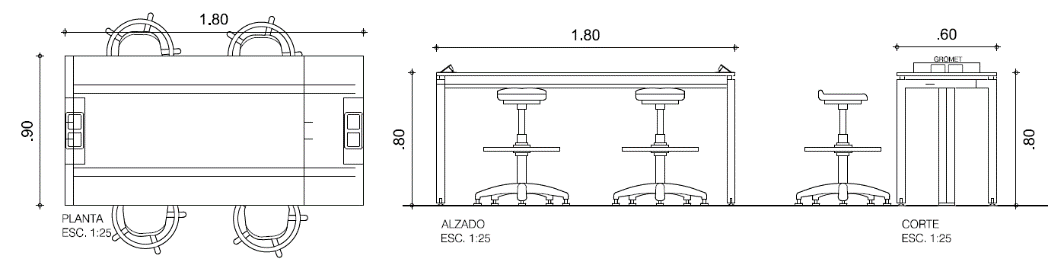 1.80
.90
PLANTA
ESC. 1:25
1.80
.80
ALZADO
ESC. 1:25
.60
GROMET
.80
CORTE
ESC. 1:25